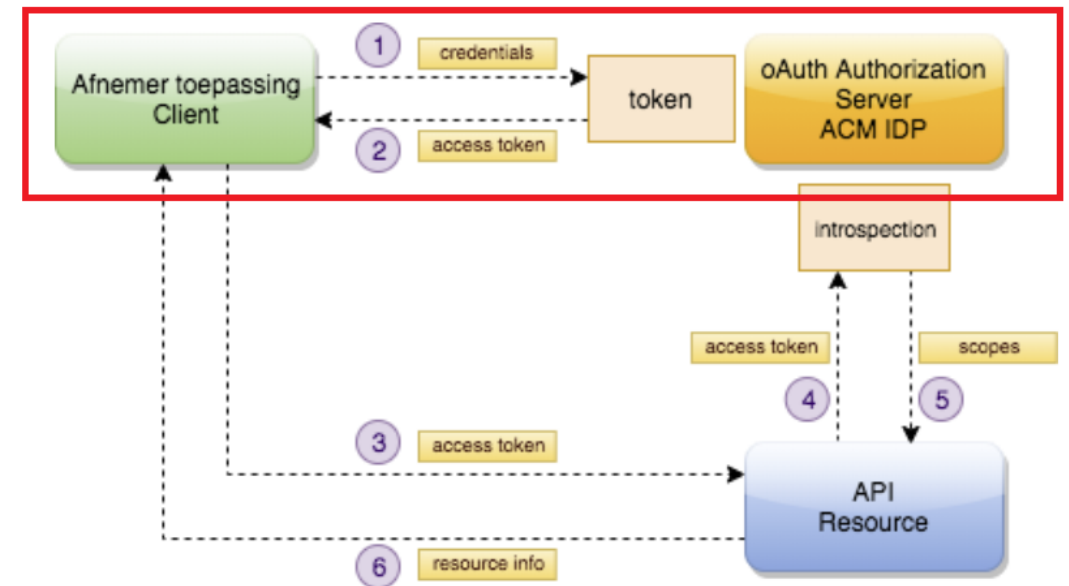 1
credentials
Afnemer toepassing
Client
token
oAuth Authorization
Server
ACM IDP
2
access token
introspection
access token
scopes
4
5
3
access token
API
Resource
6
resource info